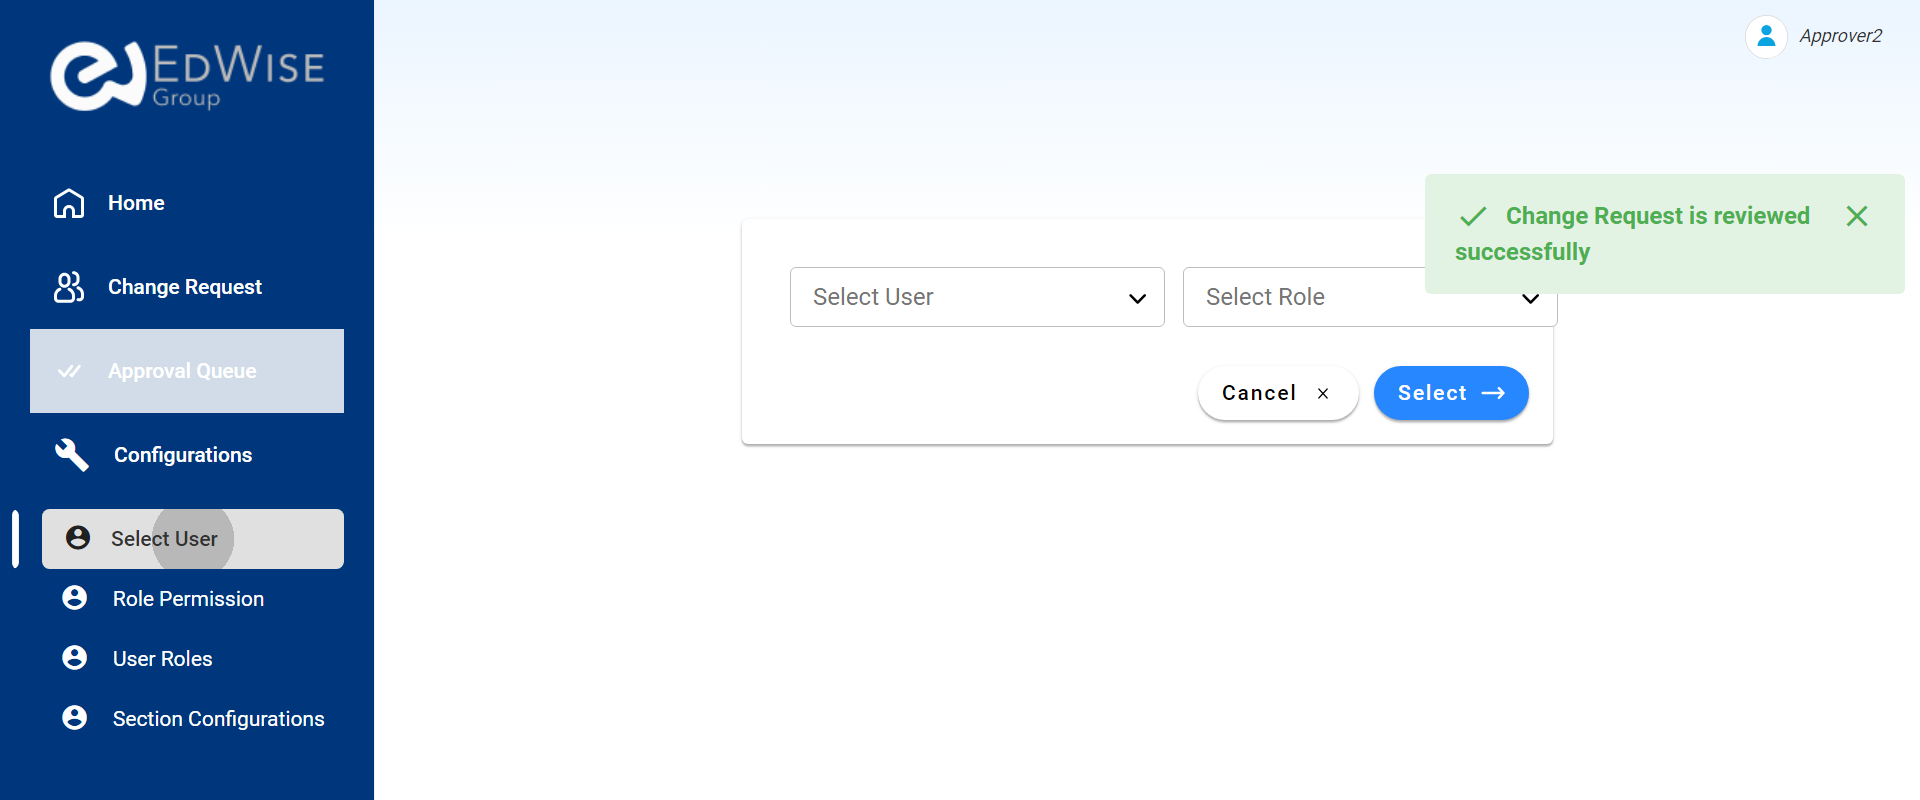 EDWISE
Group
Approver2
Home
Change Request
Approval Queue
Configurations
Select User
Role Permission
User Roles
Section Configurations
Change Request is reviewed
successfully
Select User
Select Role
Cancel
Select